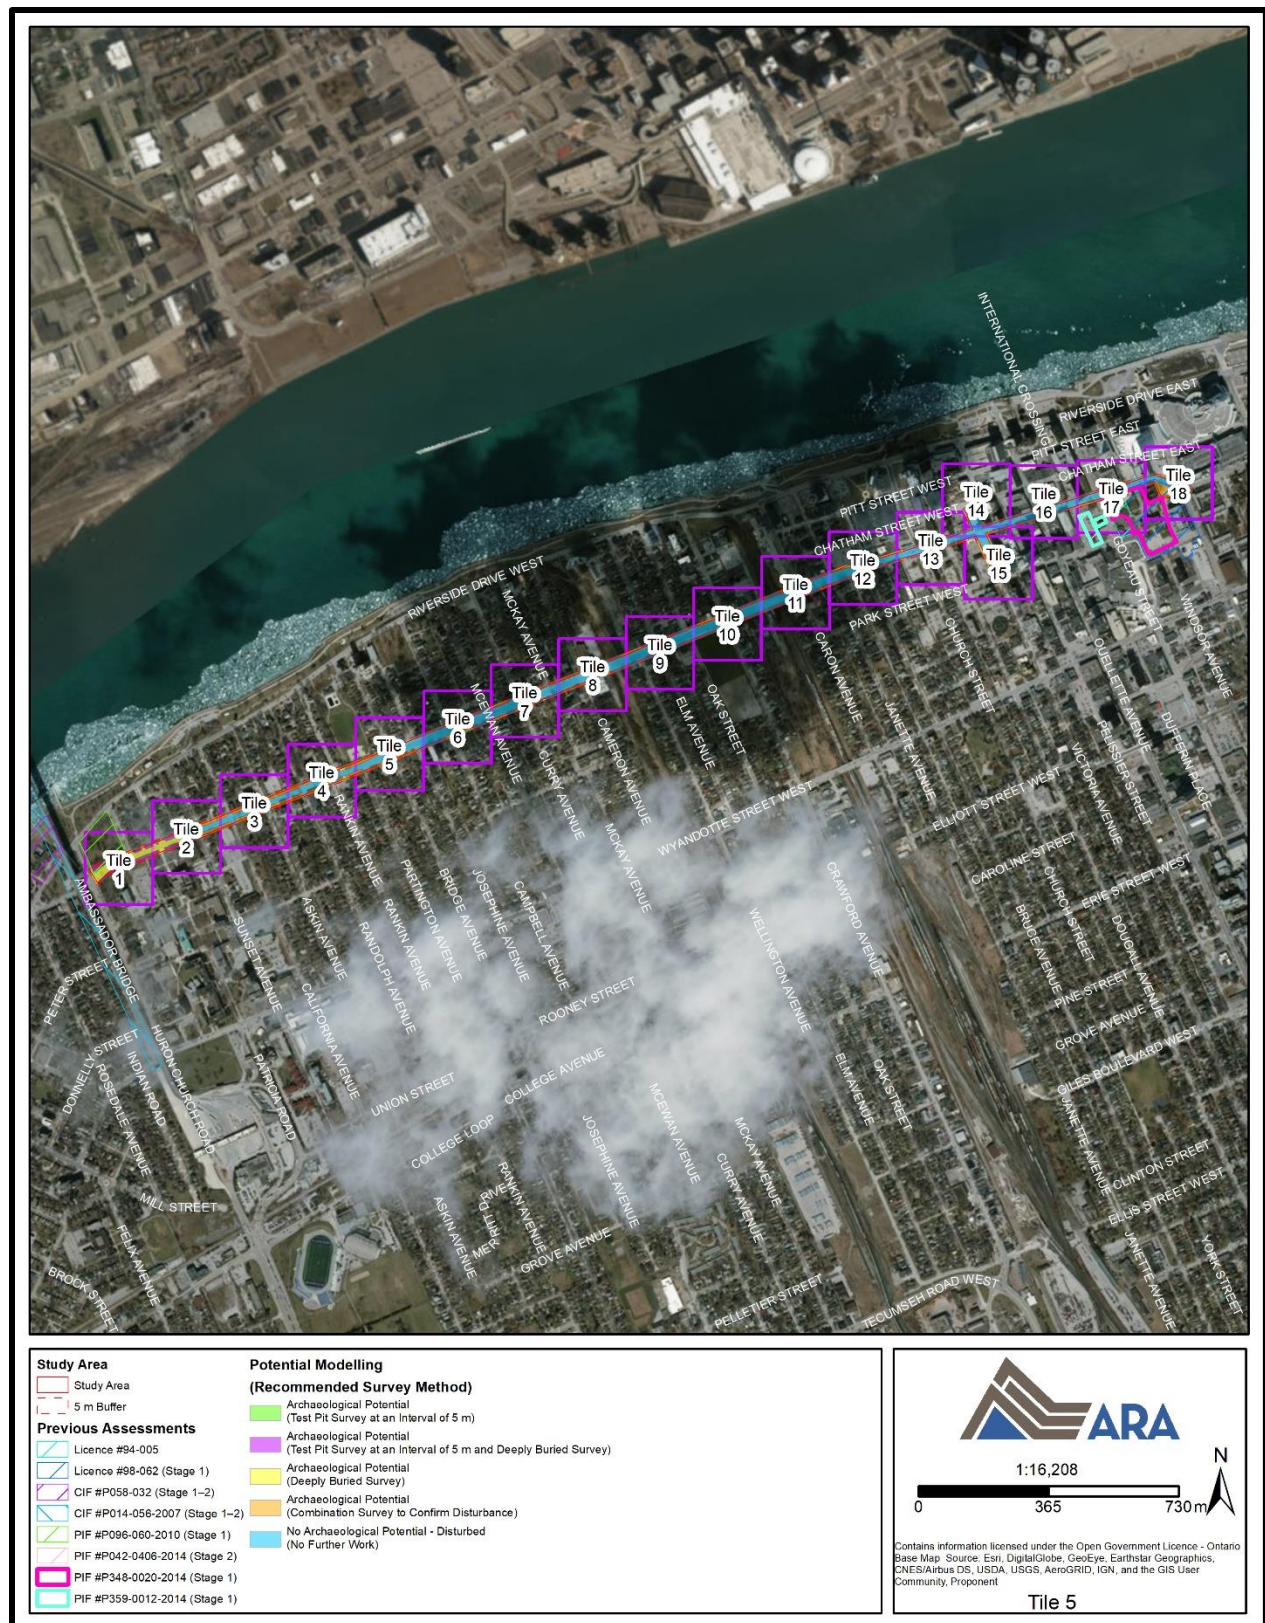 INTERNATIONAL CROSSING
RIVERSIDE DRIVE EAST
PITT STREET EAST
CHATHAM STREET EAST
PITT STREET WEST
CHATHAM STREET WEST
RIVERSIDE DRIVE WEST
PARK STREET WEST
Tile
18
Tile
17
Tile
16
Tile
14
Tile
15
Tile
13
Tile
12
Tile
11
Tile
10
Tile
9
Tile
8
Tile
7
Tile
6
Tile
5
Tile
4
Tile
3
Tile
2
Tile
1
GOYEAU STREET
WINDSOR AVENUE
OUELLETTE AVENUE
DUFFERIN PLACE
PELISSIER STREET
VICTORIA AVENUE
CHURCH STREET
CARON AVENUE
JANETTE AVENUE
MCKAY AVENUE
MCEWAN AVENUE
CURRY AVENUE
CAMERON AVENUE
ELM AVENUE
OAK STREET
WYANDOTTE STREET WEST
ELLIOTT STREET WEST
CAROLINE STREET
ERIE STREET WEST
CHURCH STREET
DOUGALL AVENUE
BRUCE AVENUE
PINE STREET
GROVE AVENUE
GILES BOULEVARD WEST
CRAWFORD AVENUE
WELLINGTON AVENUE
MCKAY AVENUE
RANKIN AVENUE
PARTINGTON AVENUE
BRIDGE AVENUE
JOSEPHINE AVENUE
CAMPBELL AVENUE
RANKIN AVENUE
RANDOLPH AVENUE
ASKIN AVENUE
SUNSET AVENUE
CALIFORNIA AVENUE
ROONEY STREET
COLLEGE AVENUE
UNION STREET
COLLEGE LOOP
AMBASSADOR BRIDGE
PETER STREET
DONNELLY STREET
ROSEDALE AVENUE
INDIAN ROAD
HURON CHURCH ROAD
PATRICIA ROAD
MILL STREET
FELIX AVENUE
BROCK STREET
ASKIN AVENUE
RANKIN AVENUE
GROVE AVENUE
JOSEPHINE AVENUE
MCEWAN AVENUE
CURRY AVENUE
MCKAY AVENUE
ELM AVENUE
OAK STREET
PELLETIER STREET
TECUMSEH ROAD WEST
JANETTE AVENUE
CLINTON STREET
ELLIS STREET WEST
JANETTE AVENUE
YORK STREET
Study Area
Study Area
5 m Buffer
Previous Assessments
Licence #94-005
Licence #98-062 (Stage 1)
CIF #P058-032 (Stage 1–2)
CIF #P014-056-2007 (Stage 1–2)
PIF #P096-060-2010 (Stage 1)
PIF #P042-0406-2014 (Stage 2)
PIF #P348-0020-2014 (Stage 1)
PIF #P359-0012-2014 (Stage 1)
Potential Modelling
(Recommended Survey Method)
Archaeological Potential
(Test Pit Survey at an Interval of 5 m)
Archaeological Potential
(Test Pit Survey at an Interval of 5 m and Deeply Buried Survey)
Archaeological Potential
(Deeply Buried Survey)
Archaeological Potential
(Combination Survey to Confirm Disturbance)
No Archaeological Potential - Disturbed
(No Further Work)
ARA
1:16,208
N
0 365 730 m
Contains information licensed under the Open Government Licence - Ontario
Base Map Source: Esri, DigitalGlobe, GeoEye, Earthstar Geographics,
CNES/Airbus DS, USDA, USGS, AeroGRID, IGN, and the GIS User
Community, Proponent
Tile 5